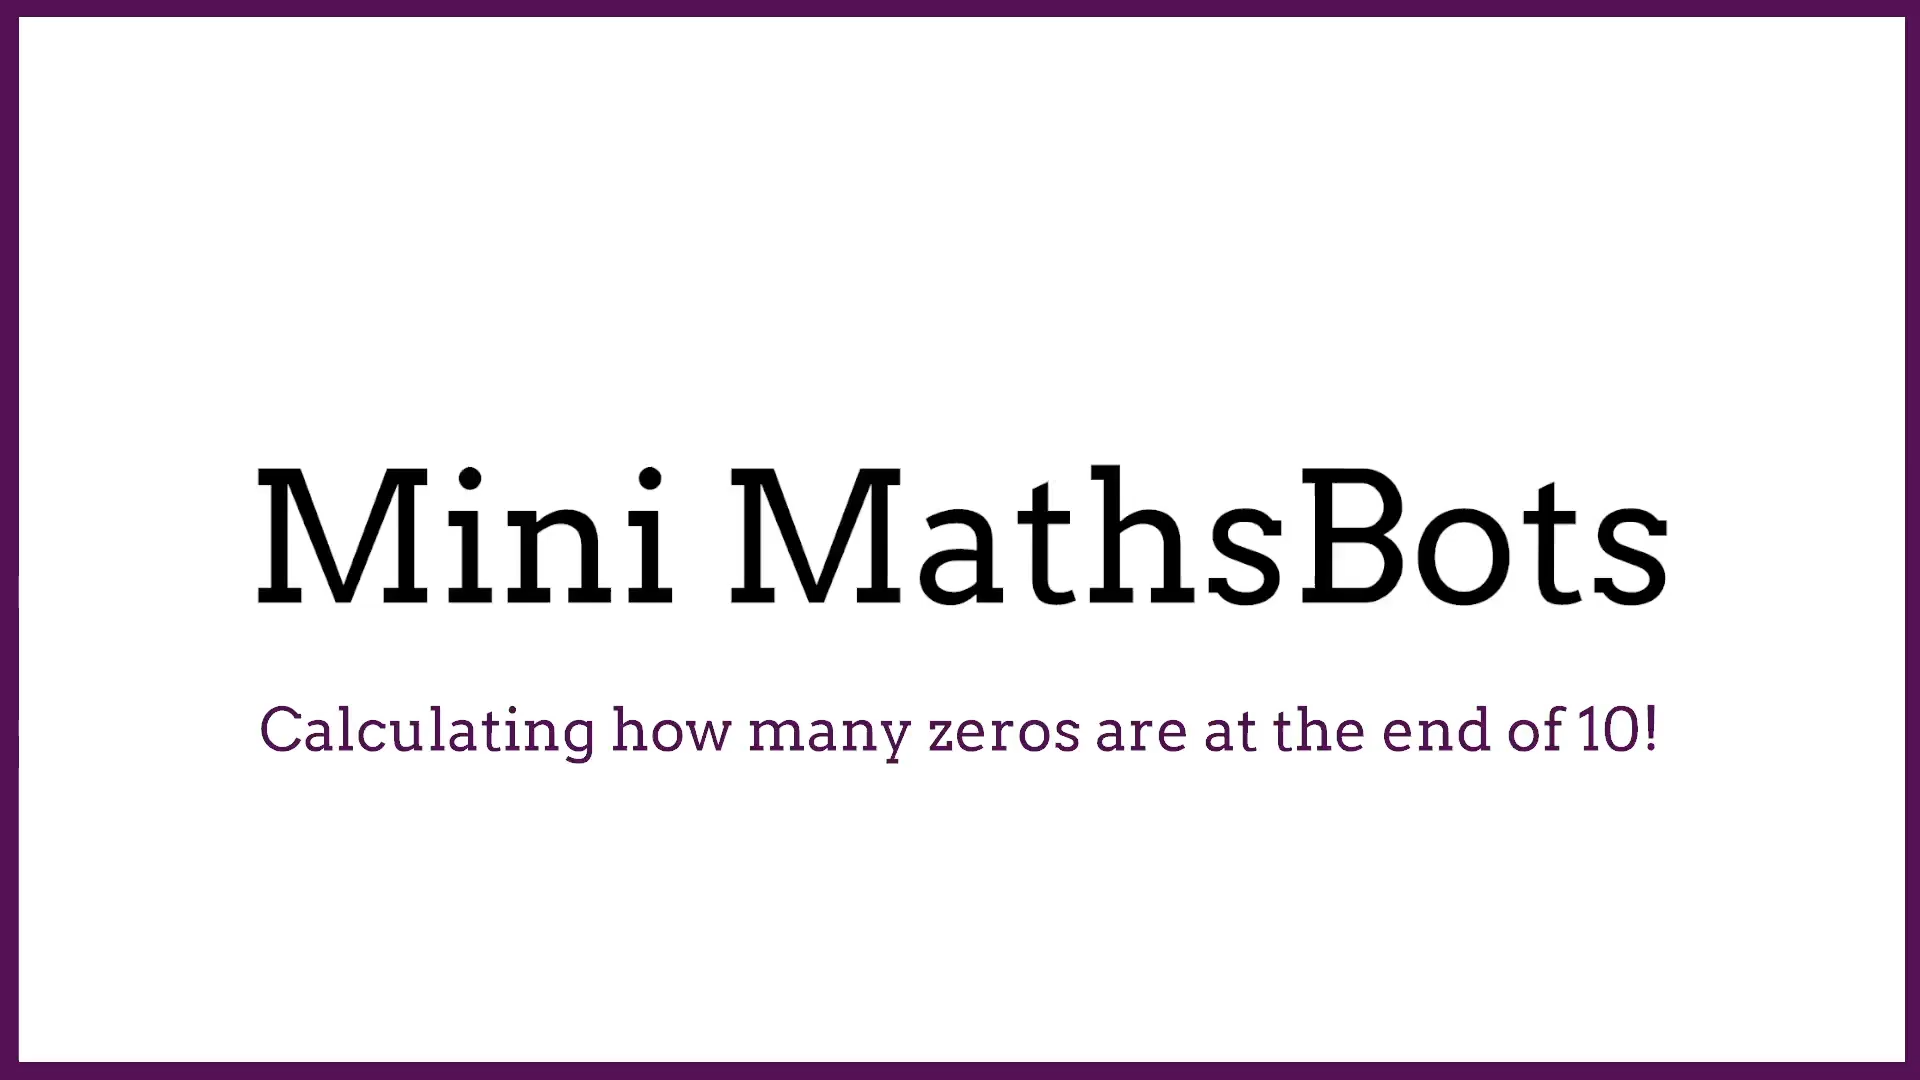 Mini MathsBots
Calculating how many zeros are at the end of 10!